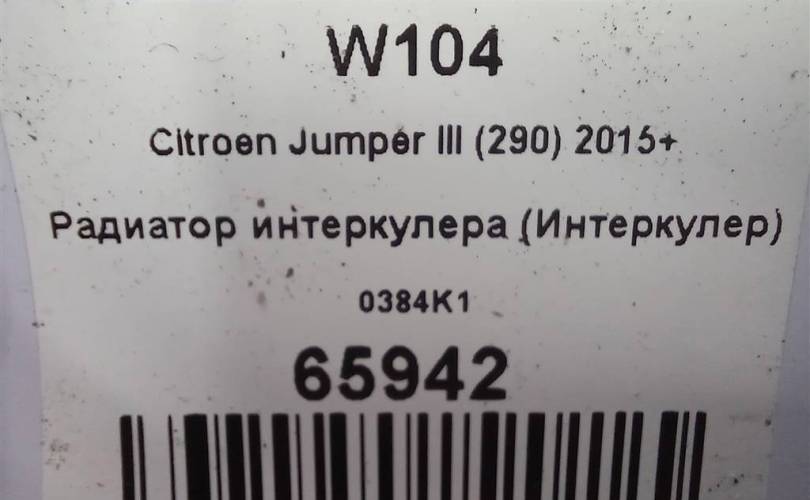 W104
Citroen Jumper III (290) 2015+
Радиатор интеркулера (Интеркулер)
0384K1
65942